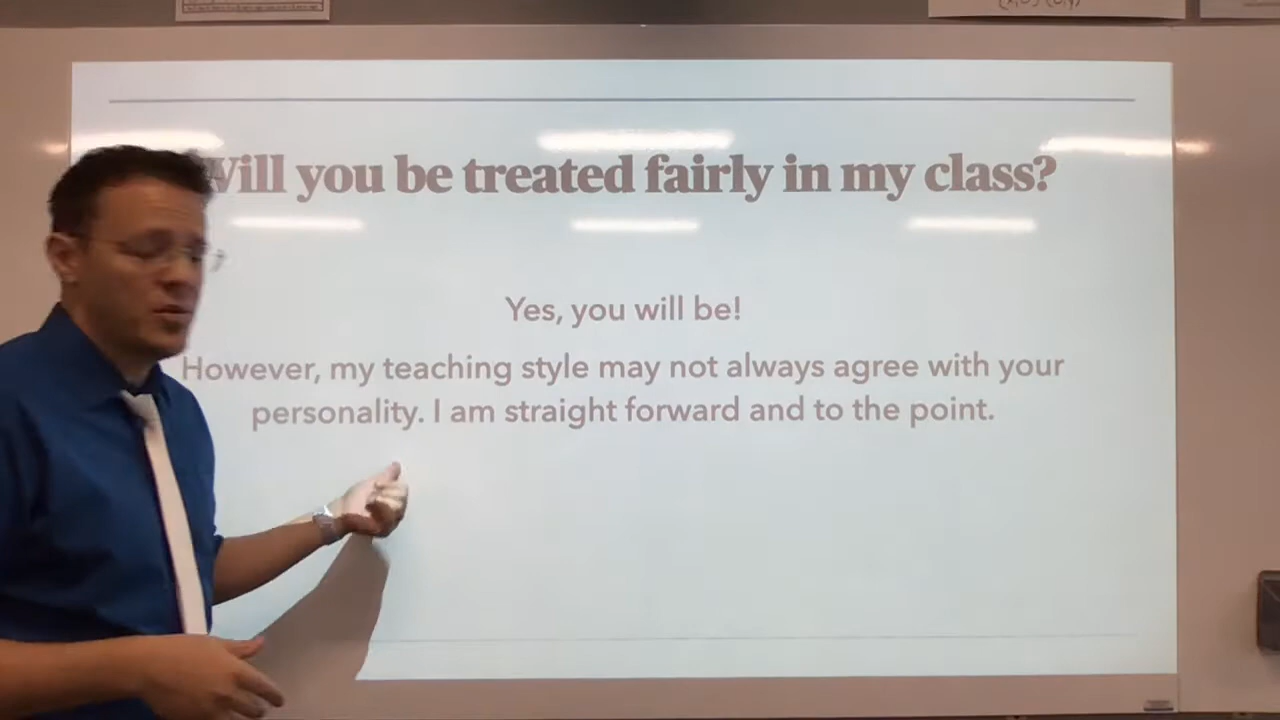 Will you be treated fairly in my class?
Yes, you will be!
However, my teaching style may not always agree with your
personality. I am straight forward and to the point.